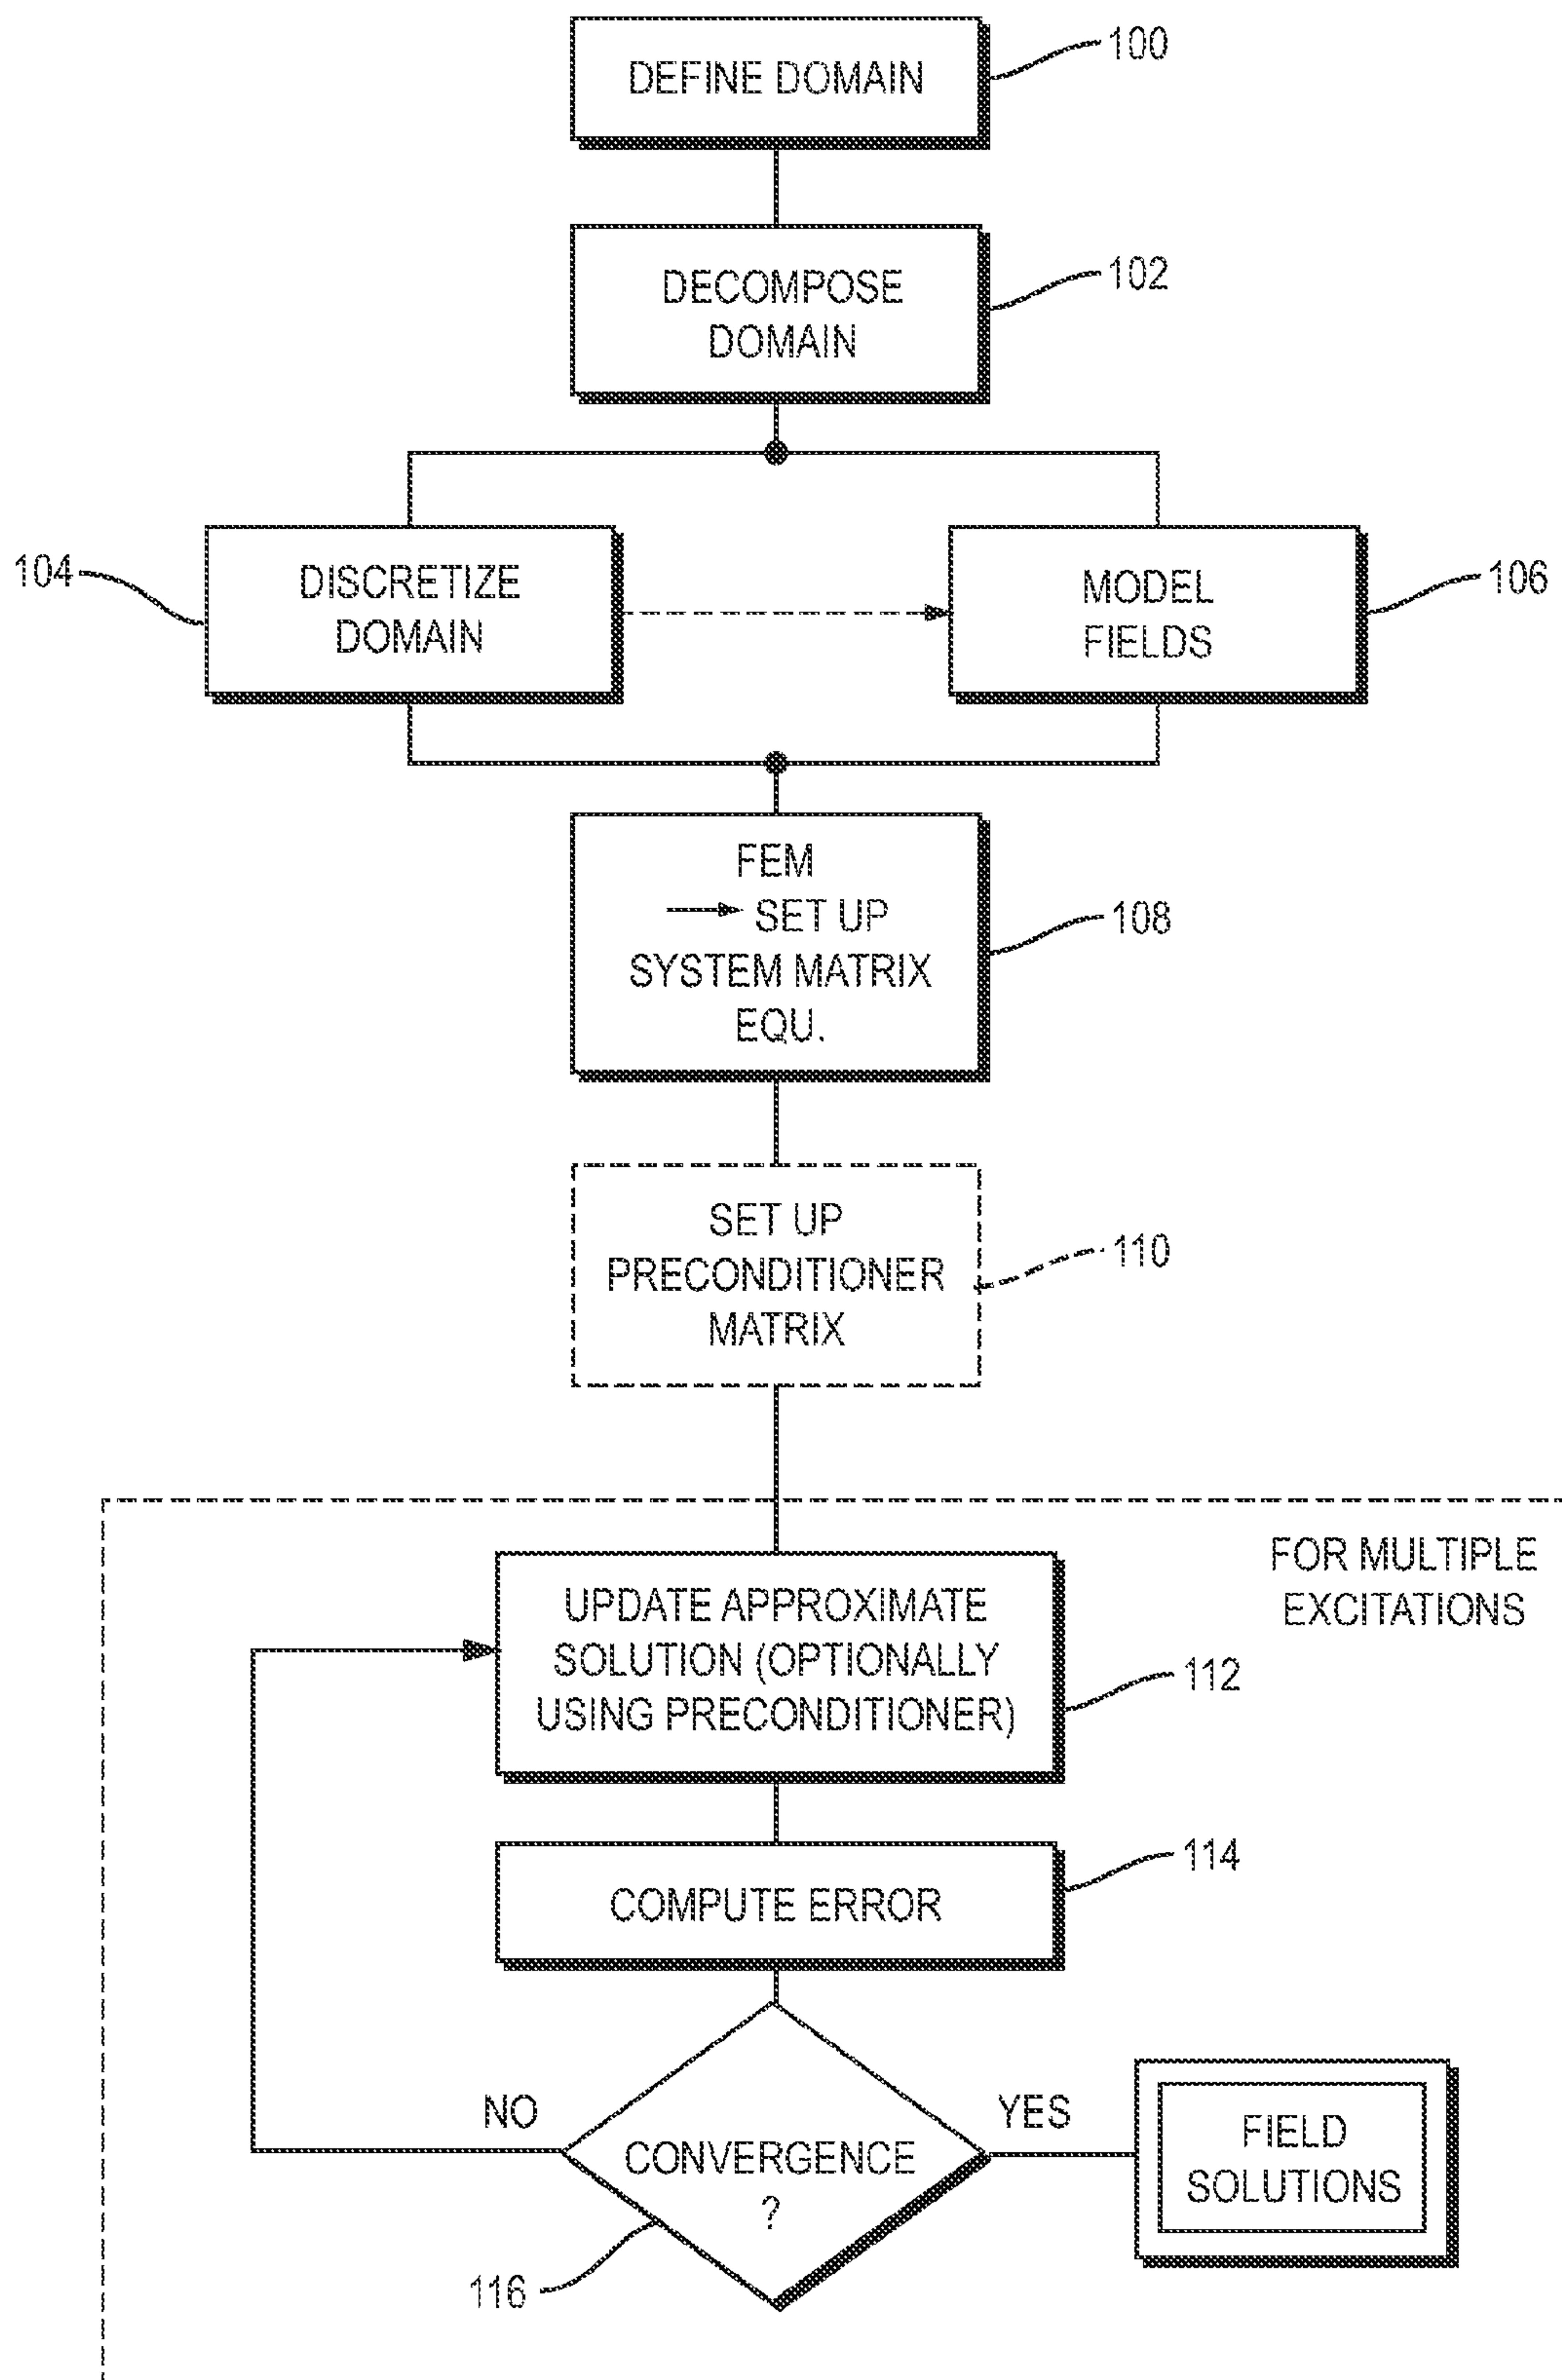 DEFINE DOMAIN
100
DECOMPOSE
DOMAIN
102
104
DISCRETIZE
DOMAIN
MODEL
FIELDS
106
FEM
SET UP
SYSTEM MATRIX
EQU.
108
SET UP
PRECONDITIONER
MATRIX
110
FOR MULTIPLE
EXCITATIONS
UPDATE APPROXIMATE
SOLUTION (OPTIONALLY
USING PRECONDITIONER)
112
COMPUTE ERROR
114
NO
CONVERGENCE
?
116
YES
FIELD
SOLUTIONS